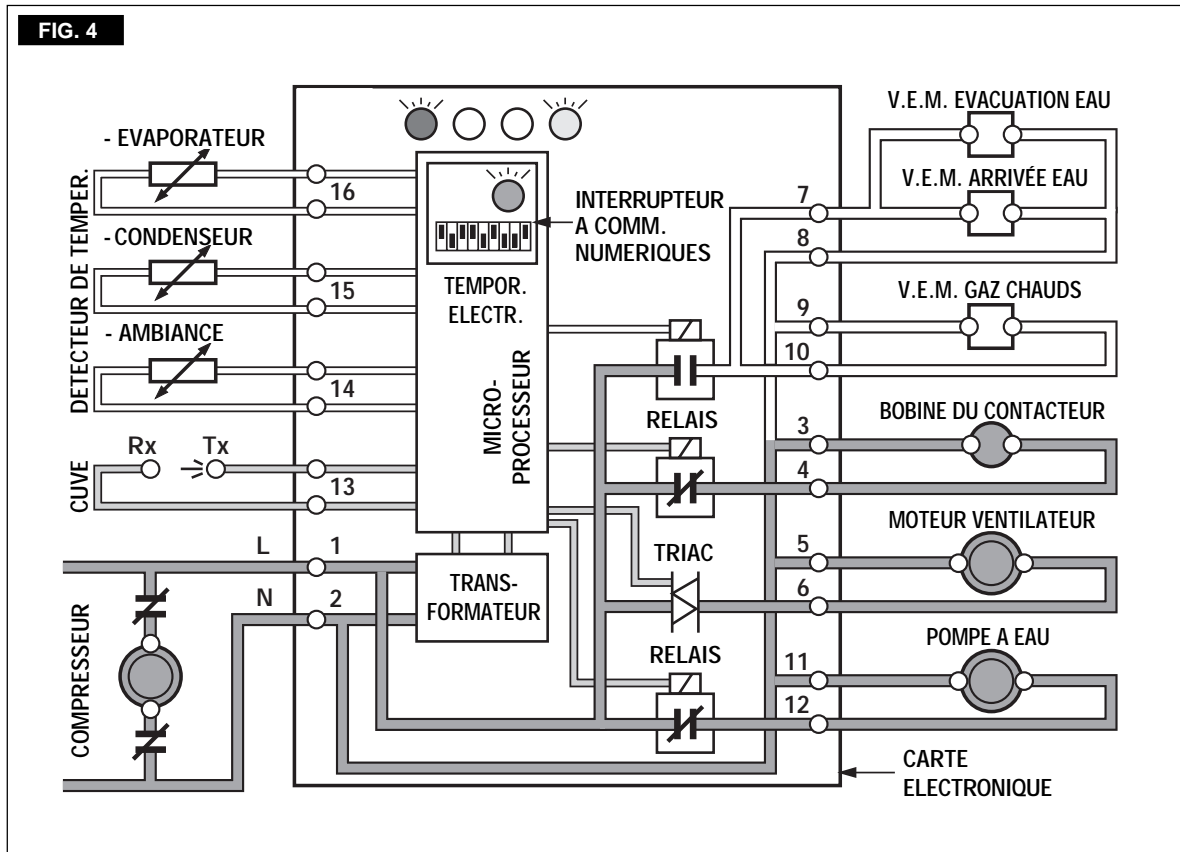 FIG. 4
DETECTEUR DE TEMPER.
- EVAPORATEUR
16
-CONDENSEUR
15
- AMBIANCE
14
CUVE
Rx
Tx
13
L
1
N
2
COMPRESSEUR
INTERRUPTEUR
A COMM.
NUMERIQUES
TEMPOR.
ELECTR.
MICRO-
PROCESSEUR
TRANS-
FORMATEUR
RELAIS
TRIAC
RELAIS
V.E.M. EVACUATION EAU
7
V.E.M. ARRIVÉE EAU
8
V.E.M. GAZ CHAUDS
9
10
BOBINE DU CONTACTEUR
3
4
MOTEUR VENTILATEUR
5
6
POMPE A EAU
11
12
CARTE
ELECTRONIQUE